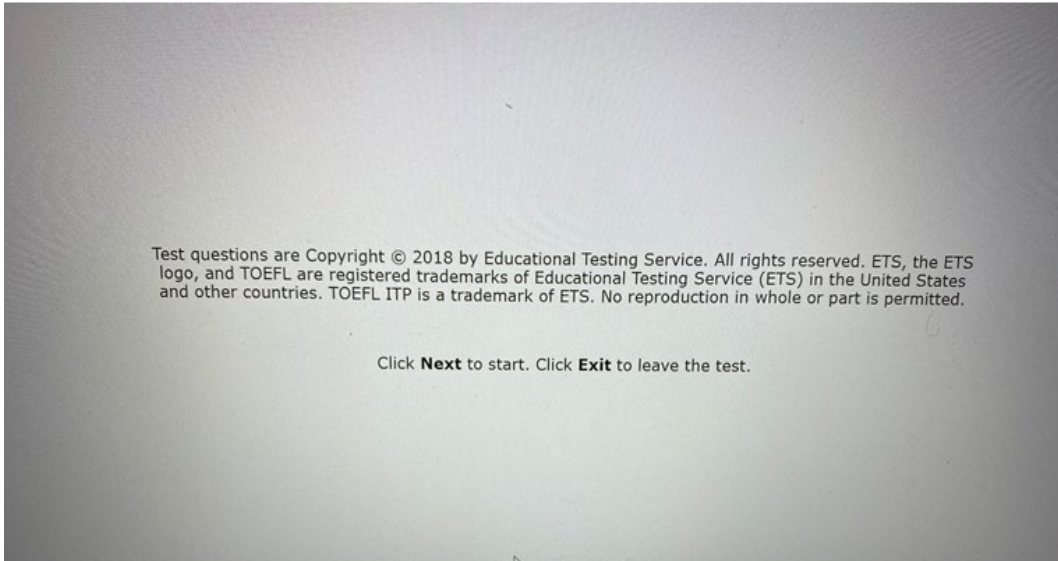 Test questions are Copyright © 2018 by Educational Testing Service. All rights reserved. ETS, the ETS
logo, and TOEFL are registered trademarks of Educational Testing Service (ETS) in the United States
and other countries. TOEFL ITP is a trademark of ETS. No reproduction in whole or part is permitted.
Click Next to start. Click Exit to leave the test.